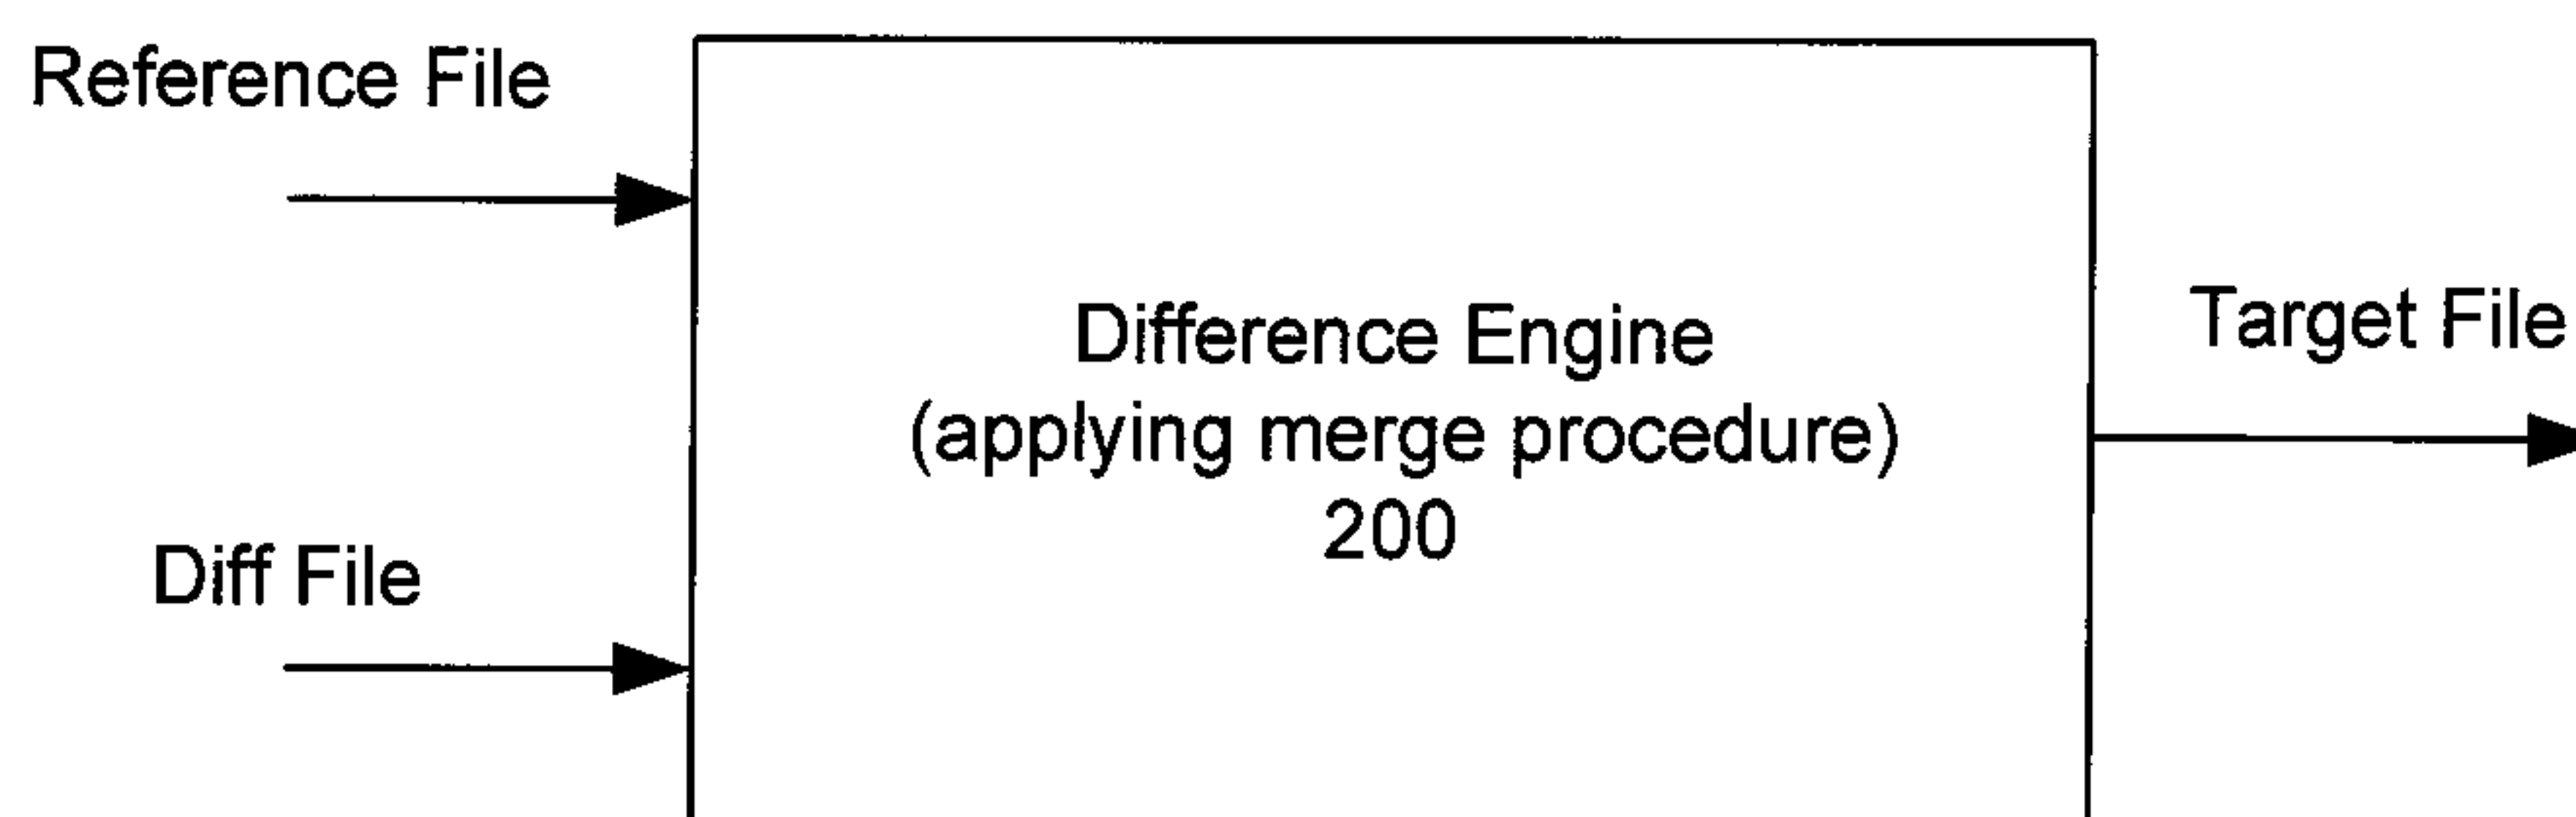 Reference File
Difference Engine
(applying merge procedure)
200
Target File
Diff File